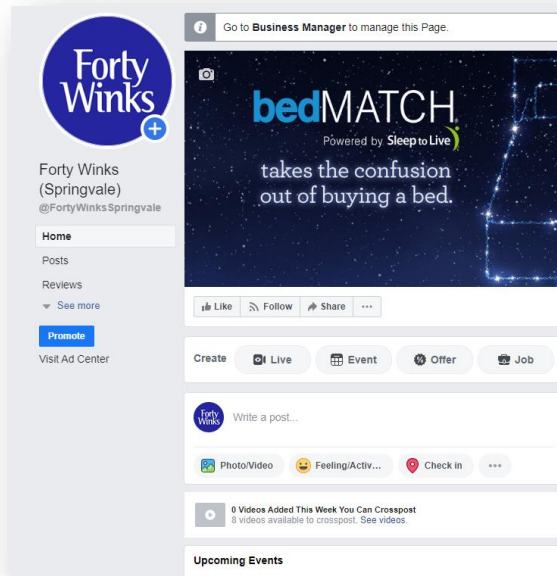 Forty
Winks
Forty Winks
(Springvale)
@FortyWinksSpringvale
Home
Posts
Reviews
See more
Promote
Visit Ad Center
Go to Business Manager to manage this Page.
bedMATCH
Powered by Sleep to Live
takes the confusion
out of buying a bed.
Like Follow Share
Create Live Event Offer Job
Forty
Winks
Write a post...
Photo/Video Feeling/Activ... Check in
0 Videos Added This Week You Can Crosspost
8 videos available to crosspost. See videos.
Upcoming Events